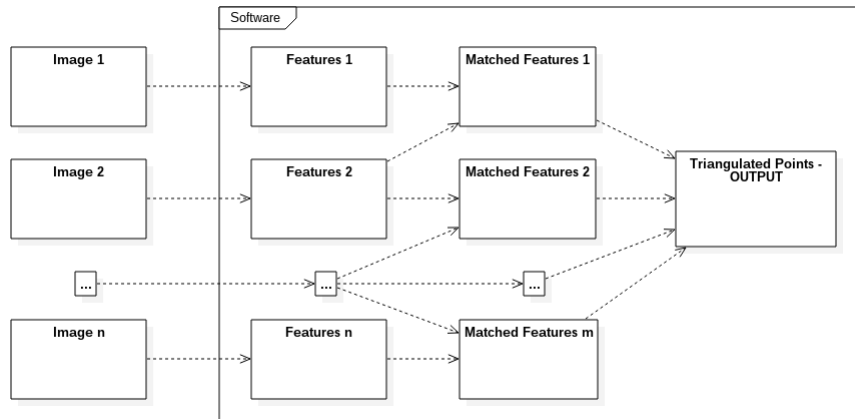 Software
Image 1
Features 1
Matched Features 1
Image 2
Features 2
Matched Features 2
Triangulated Points -
OUTPUT
...
...
...
Image n
Features n
Matched Features m